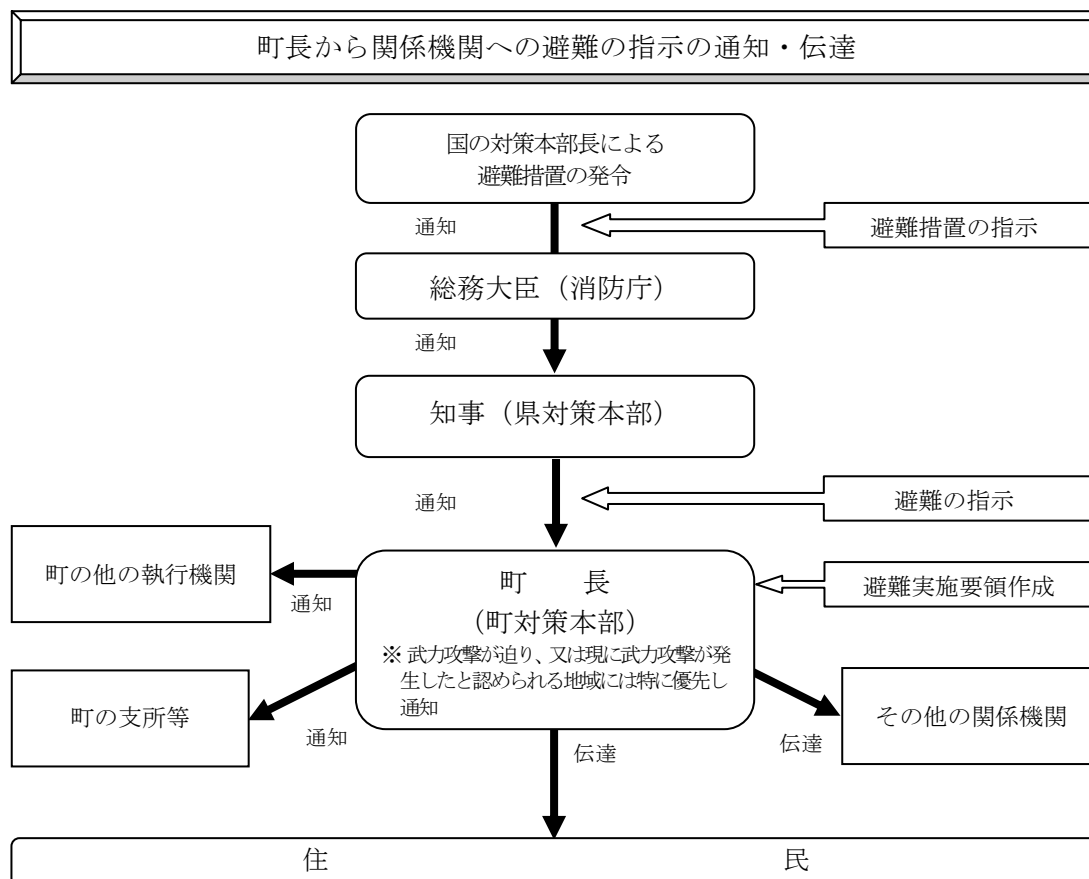 町長から関係機関への避難の指示の通知・伝達
国の対策本部長による
避難措置の発令
通知
避難措置の指示
総務大臣（消防庁）
通知
知事（県対策本部）
通知
避難の指示
町の他の執行機関
通知
町　　長
（町対策本部）
※ 武力攻撃が迫り、又は現に武力攻撃が発
生したと認められる地域には特に優先し
通知
避難実施要領作成
町の支所等
通知
伝達
伝達
その他の関係機関
住　　民